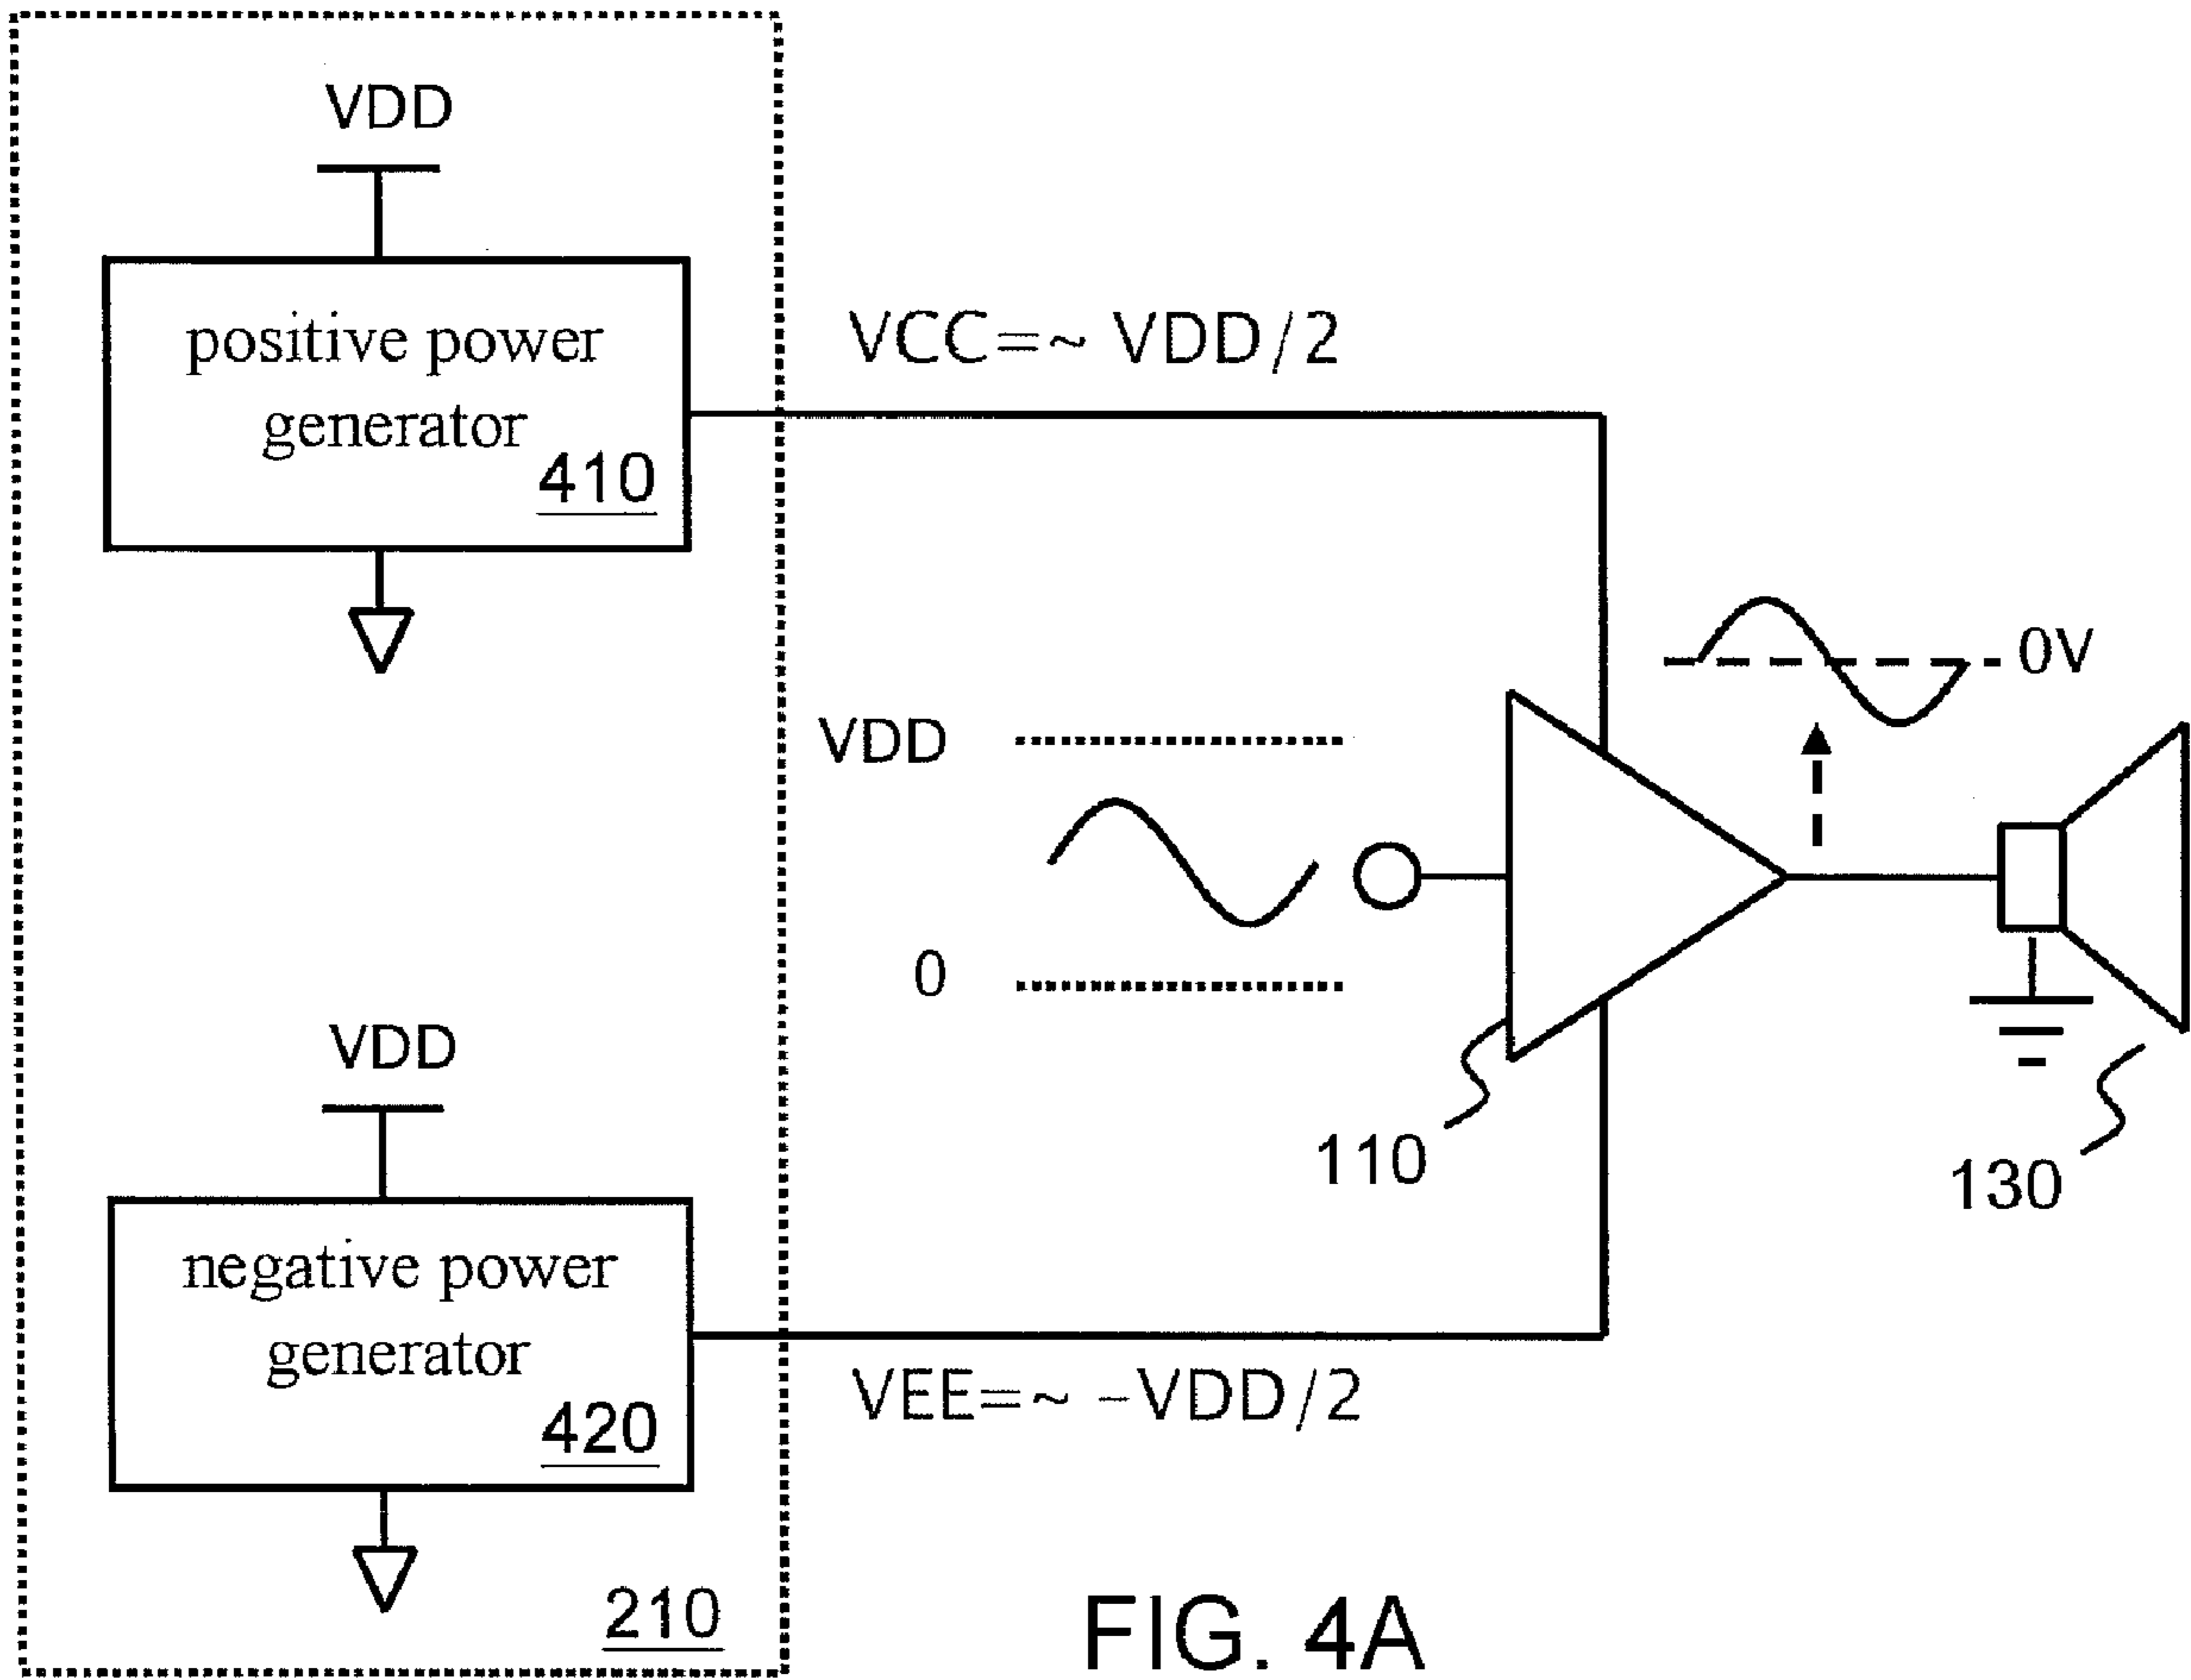 VDD
positive power
generator
410
VCC=~ VDD/2
0V
VDD
0
110
130
VDD
negative power
generator
420
VEE=~ -VDD/2
210
FIG. 4A